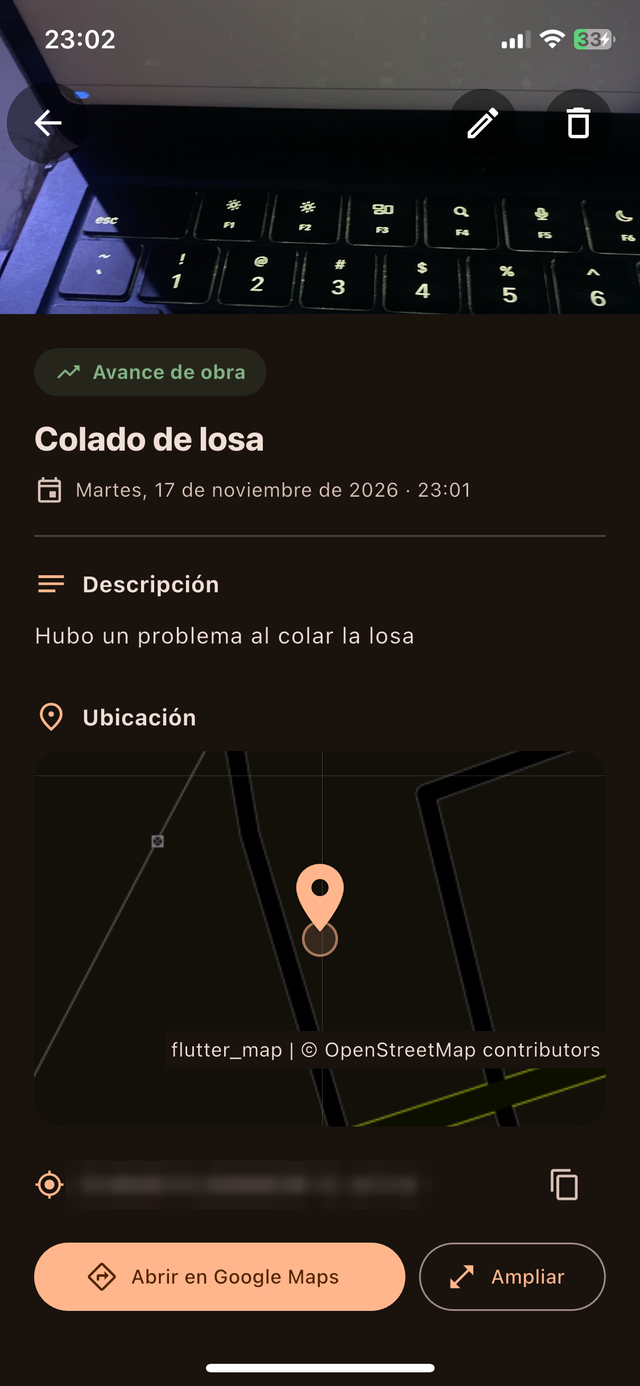 23:02
33
esc
F1
F2
F3
F4
F5
F6
~
`
!
1
@
2
#
3
$
4
%
5
^
6
Avance de obra
Colado de losa
Martes, 17 de noviembre de 2026 · 23:01
Descripción
Hubo un problema al colar la losa
Ubicación
flutter_map | © OpenStreetMap contributors
Abrir en Google Maps
Ampliar